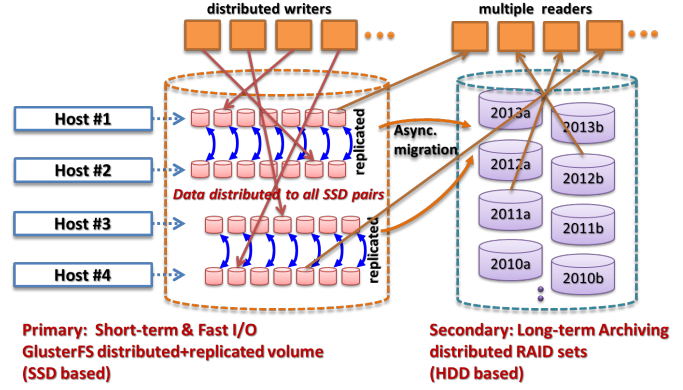 distributed writers
multiple readers
Host #1
Host #2
Host #3
Host #4
replicated
Data distributed to all SSD pairs
replicated
Async.
migration
2013a
2013b
2012a
2012b
2011a
2011b
2010a
2010b
Primary: Short-term & Fast I/O
GlusterFS distributed+replicated volume
(SSD based)
Secondary: Long-term Archiving
distributed RAID sets
(HDD based)